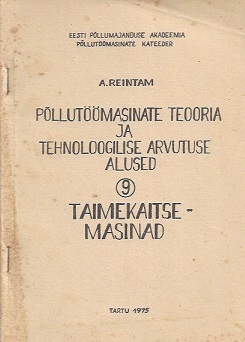 EESTI PÕLLUMAJANDUSE AKADEEMIA
PÕLLUTÖÖMASINATE KATEEDER
A. REINTAM
PÕLLUTÖÖMASINATE TEOORIA
JA
TEHNOLOOGILISE ARVUTUSE
ALUSED
9
TAIMEKAITSE-
MASINAD
TARTU 1975